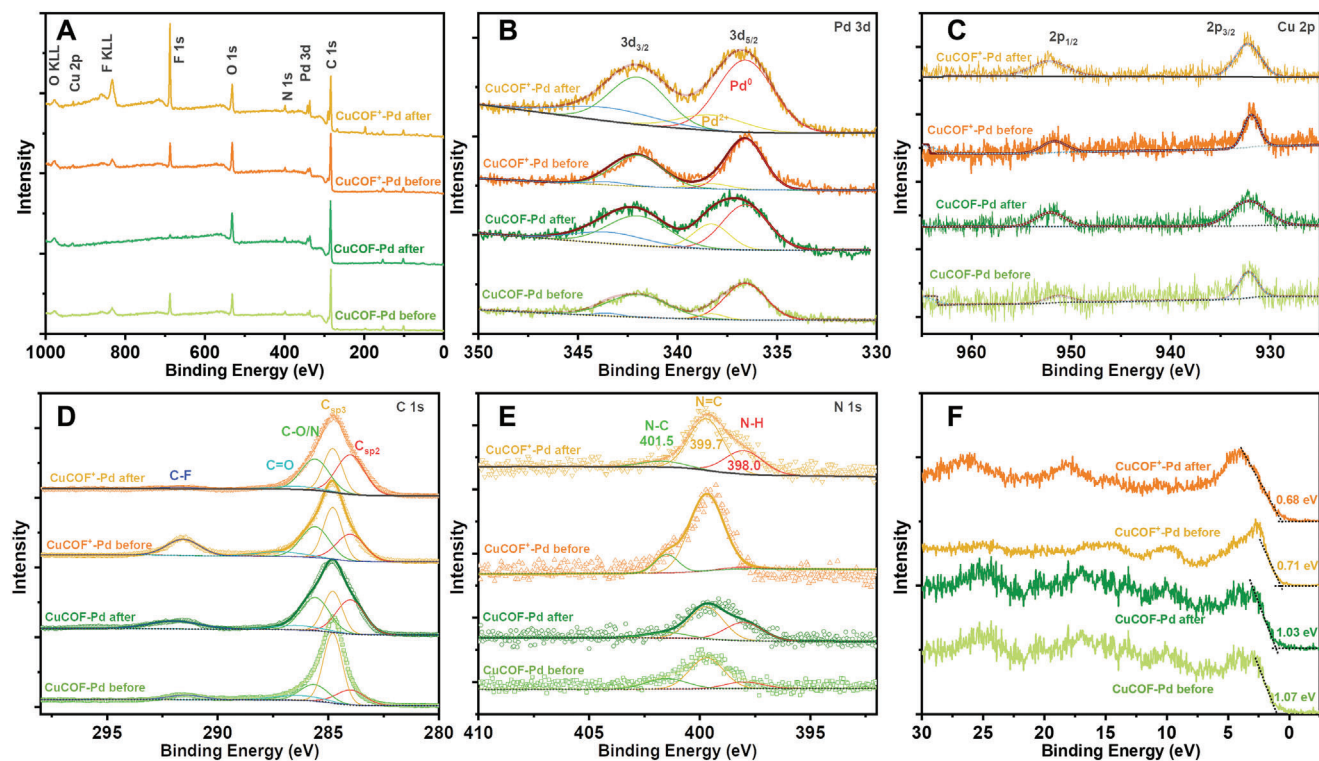 A
O KLL
Cu 2p
F KLL
F 1s
O 1s
N 1s
Pd 3d
C 1s
CuCOF⁺-Pd after
CuCOF⁺-Pd before
CuCOF-Pd after
CuCOF-Pd before
Intensity
1000 800 600 400 200 0
Binding Energy (eV)
B
Pd 3d
3d3/2
3d5/2
Pd⁰
Pd²⁺
CuCOF⁺-Pd after
CuCOF⁺-Pd before
CuCOF-Pd after
CuCOF-Pd before
Intensity
350 345 340 335 330
Binding Energy (eV)
C
2p1/2
2p3/2
Cu 2p
CuCOF⁺-Pd after
CuCOF⁺-Pd before
CuCOF-Pd after
CuCOF-Pd before
Intensity
960 950 940 930
Binding Energy (eV)
D
C 1s
Csp3
C-O/N
Csp2
C=O
C-F
CuCOF⁺-Pd after
CuCOF⁺-Pd before
CuCOF-Pd after
CuCOF-Pd before
Intensity
295 290 285 280
Binding Energy (eV)
E
N 1s
N=C
399.7
N-C
401.5
N-H
398.0
CuCOF⁺-Pd after
CuCOF⁺-Pd before
CuCOF-Pd after
CuCOF-Pd before
Intensity
410 405 400 395
Binding Energy (eV)
F
CuCOF⁺-Pd after
0.68 eV
CuCOF⁺-Pd before
0.71 eV
CuCOF-Pd after
1.03 eV
CuCOF-Pd before
1.07 eV
Intensity
30 25 20 15 10 5 0
Binding Energy (eV)